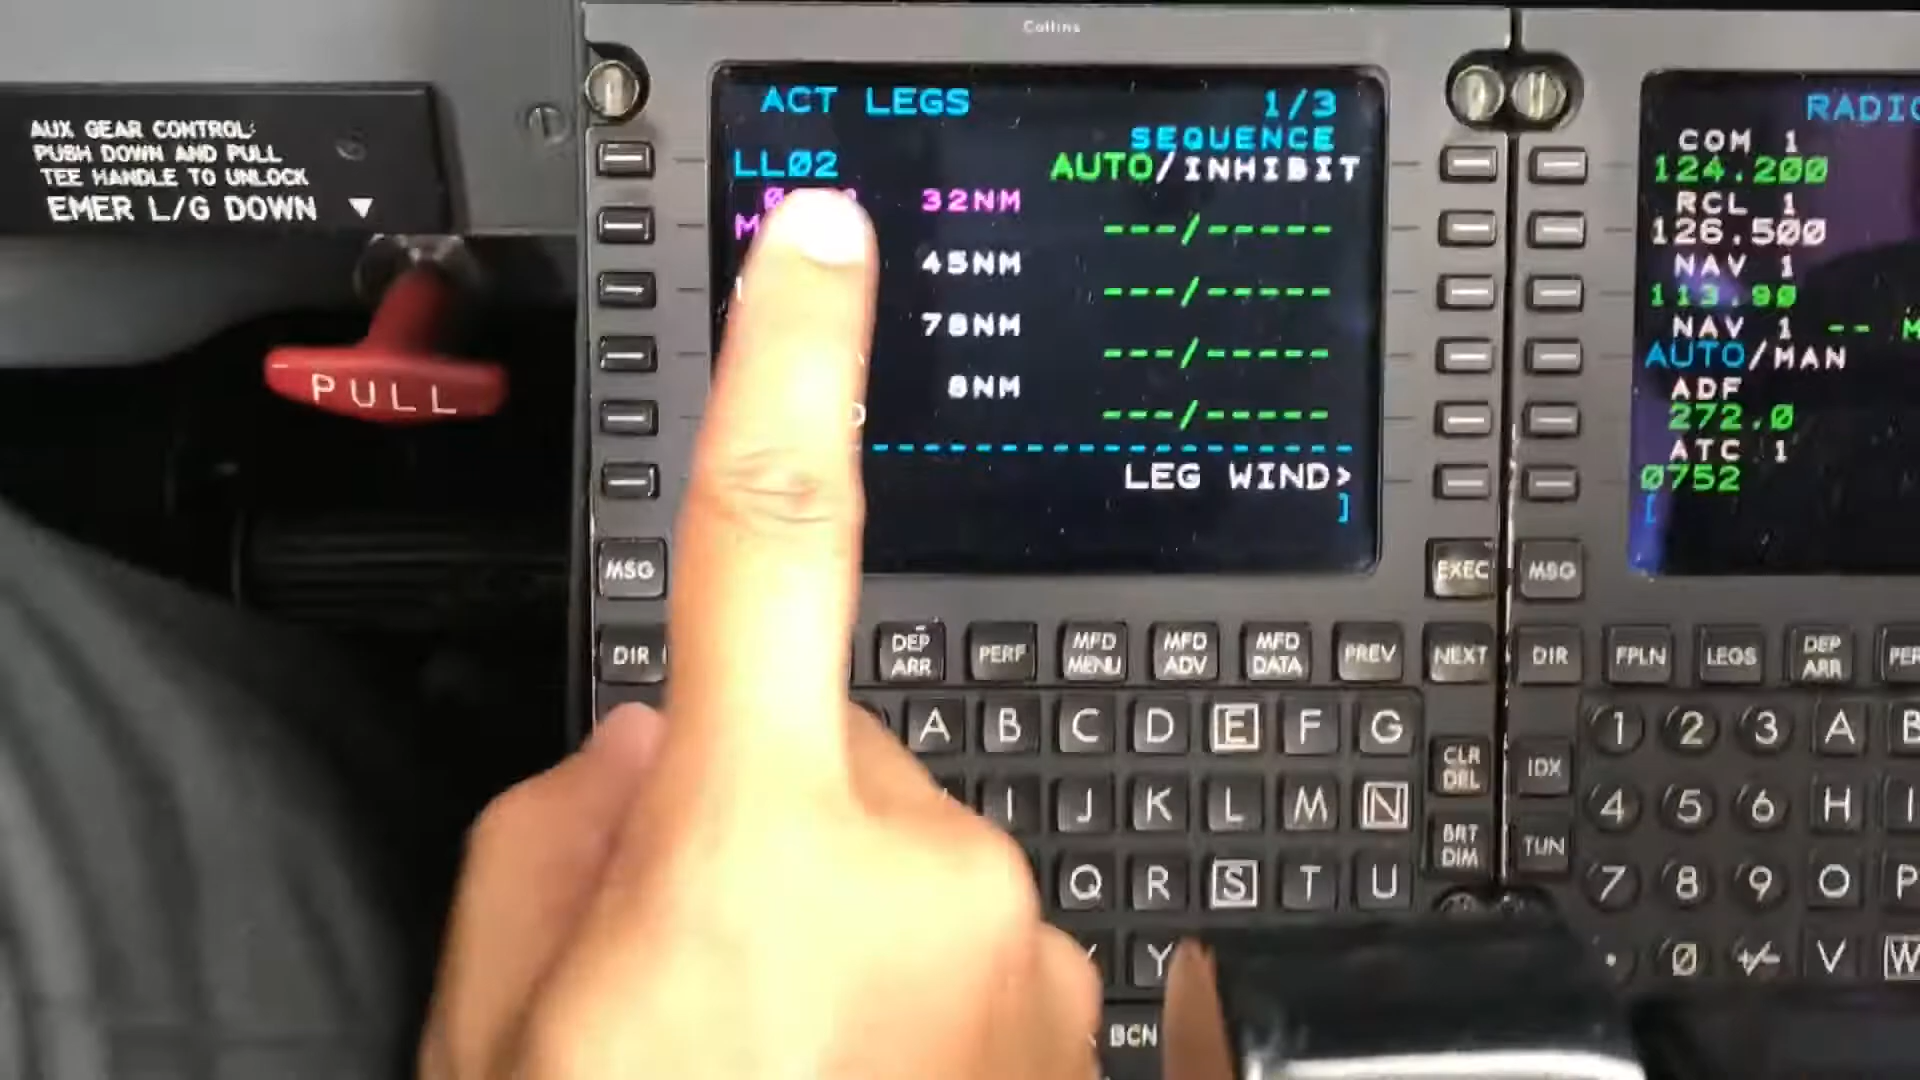 Collins
AUX GEAR CONTROL:
PUSH DOWN AND PULL
TEE HANDLE TO UNLOCK
EMER L/G DOWN
PULL
ACT LEGS 1/3
SEQUENCE
LL02 AUTO/INHIBIT
32NM
---/-----
45NM
---/-----
78NM
---/-----
8NM
---/-----
LEG WIND>
]
MSG
EXEC
DIR
DEP ARR
PERF
MFD MENU
MFD ADV
MFD DATA
PREV
NEXT
A B C D E F G
CLR DEL
I J K L M N
BRT DIM
Q R S T U
Y
BCN
COM 1
124.200
RCL 1
126.500
NAV 1
113.90
NAV 1 --
AUTO/MAN
ADF
272.0
ATC 1
0752
[
MSG
DIR
FPLN
LEGS
DEP ARR
IDX
1 2 3 A B
4 5 6 H I
TUN
7 8 9 O P
. 0 +/- V W